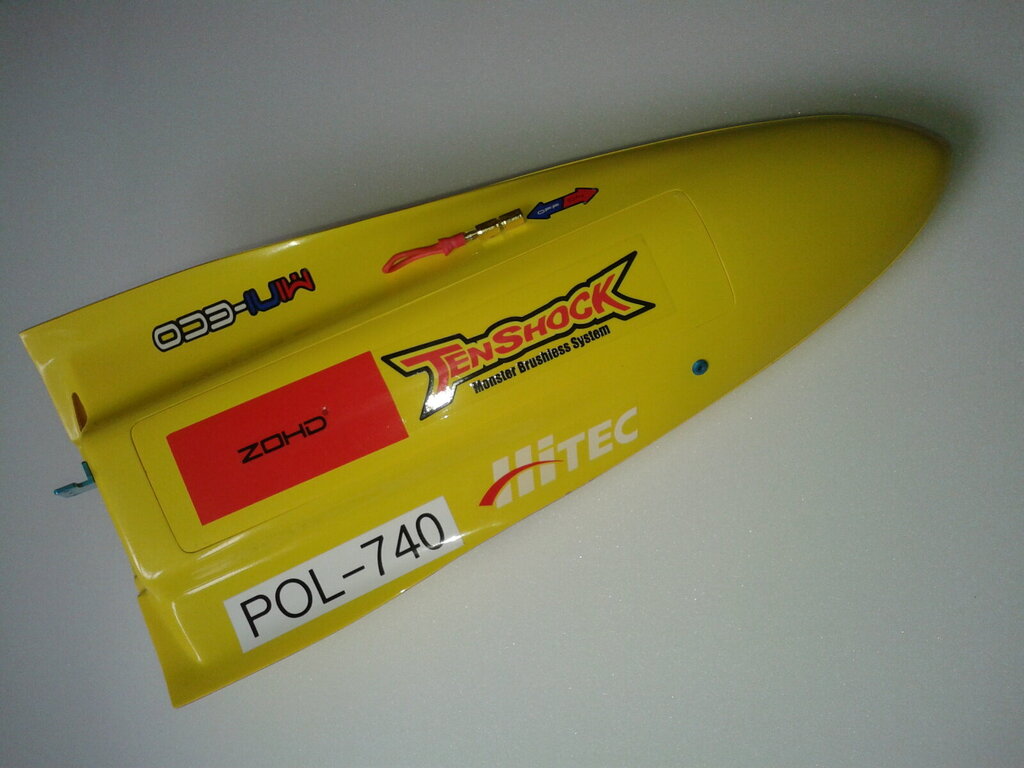 MINI-ECO
OFF
TENSHOCK
Monster Brushless System
ZOHD
HiTEC
POL-740